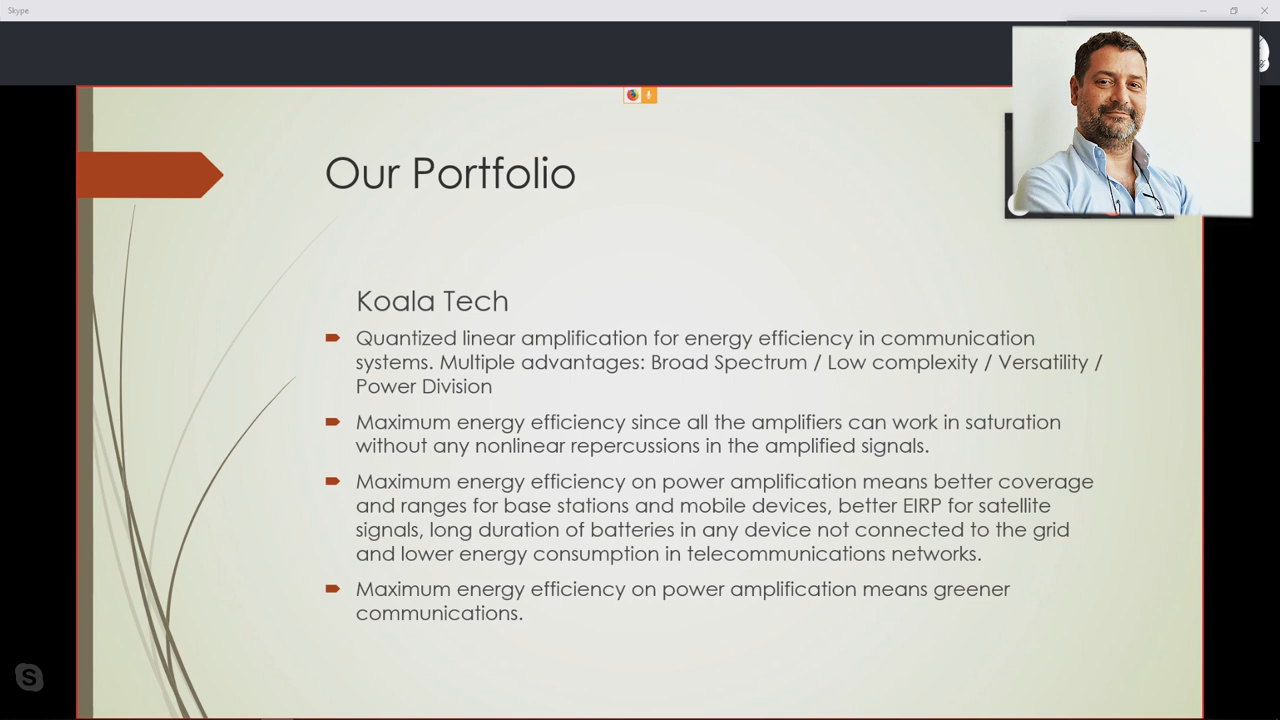 Skype
Our Portfolio
Koala Tech
Quantized linear amplification for energy efficiency in communication
systems. Multiple advantages: Broad Spectrum / Low complexity / Versatility /
Power Division
Maximum energy efficiency since all the amplifiers can work in saturation
without any nonlinear repercussions in the amplified signals.
Maximum energy efficiency on power amplification means better coverage
and ranges for base stations and mobile devices, better EIRP for satellite
signals, long duration of batteries in any device not connected to the grid
and lower energy consumption in telecommunications networks.
Maximum energy efficiency on power amplification means greener
communications.
S